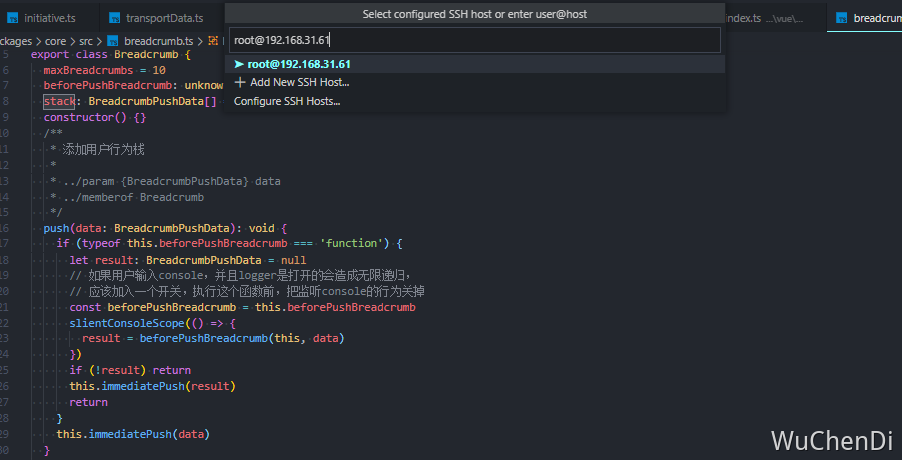 initiative.ts
transportData.ts
Select configured SSH host or enter user@host
index.ts ...\vue\...
breadcrum
root@192.168.31.61
ckages > core > src > breadcrumb.ts >
➤ root@192.168.31.61
+ Add New SSH Host...
Configure SSH Hosts...
5 export class Breadcrumb {
6 maxBreadcrumbs = 10
7 beforePushBreadcrumb: unknow
8 stack: BreadcrumbPushData[]
9 constructor() {}
10 /**
11 * 添加用户行为栈
12 *
13 * ../param {BreadcrumbPushData} data
14 * ../memberof Breadcrumb
15 */
16 push(data: BreadcrumbPushData): void {
17 if (typeof this.beforePushBreadcrumb === 'function') {
18 let result: BreadcrumbPushData = null
19 // 如果用户输入console，并且logger是打开的会造成无限递归，
20 // 应该加入一个开关，执行这个函数前，把监听console的行为关掉
21 const beforePushBreadcrumb = this.beforePushBreadcrumb
22 slientConsoleScope(() => {
23 result = beforePushBreadcrumb(this, data)
24 })
25 if (!result) return
26 this.immediatePush(result)
27 return
28 }
29 this.immediatePush(data)
30 }
WuChenDi